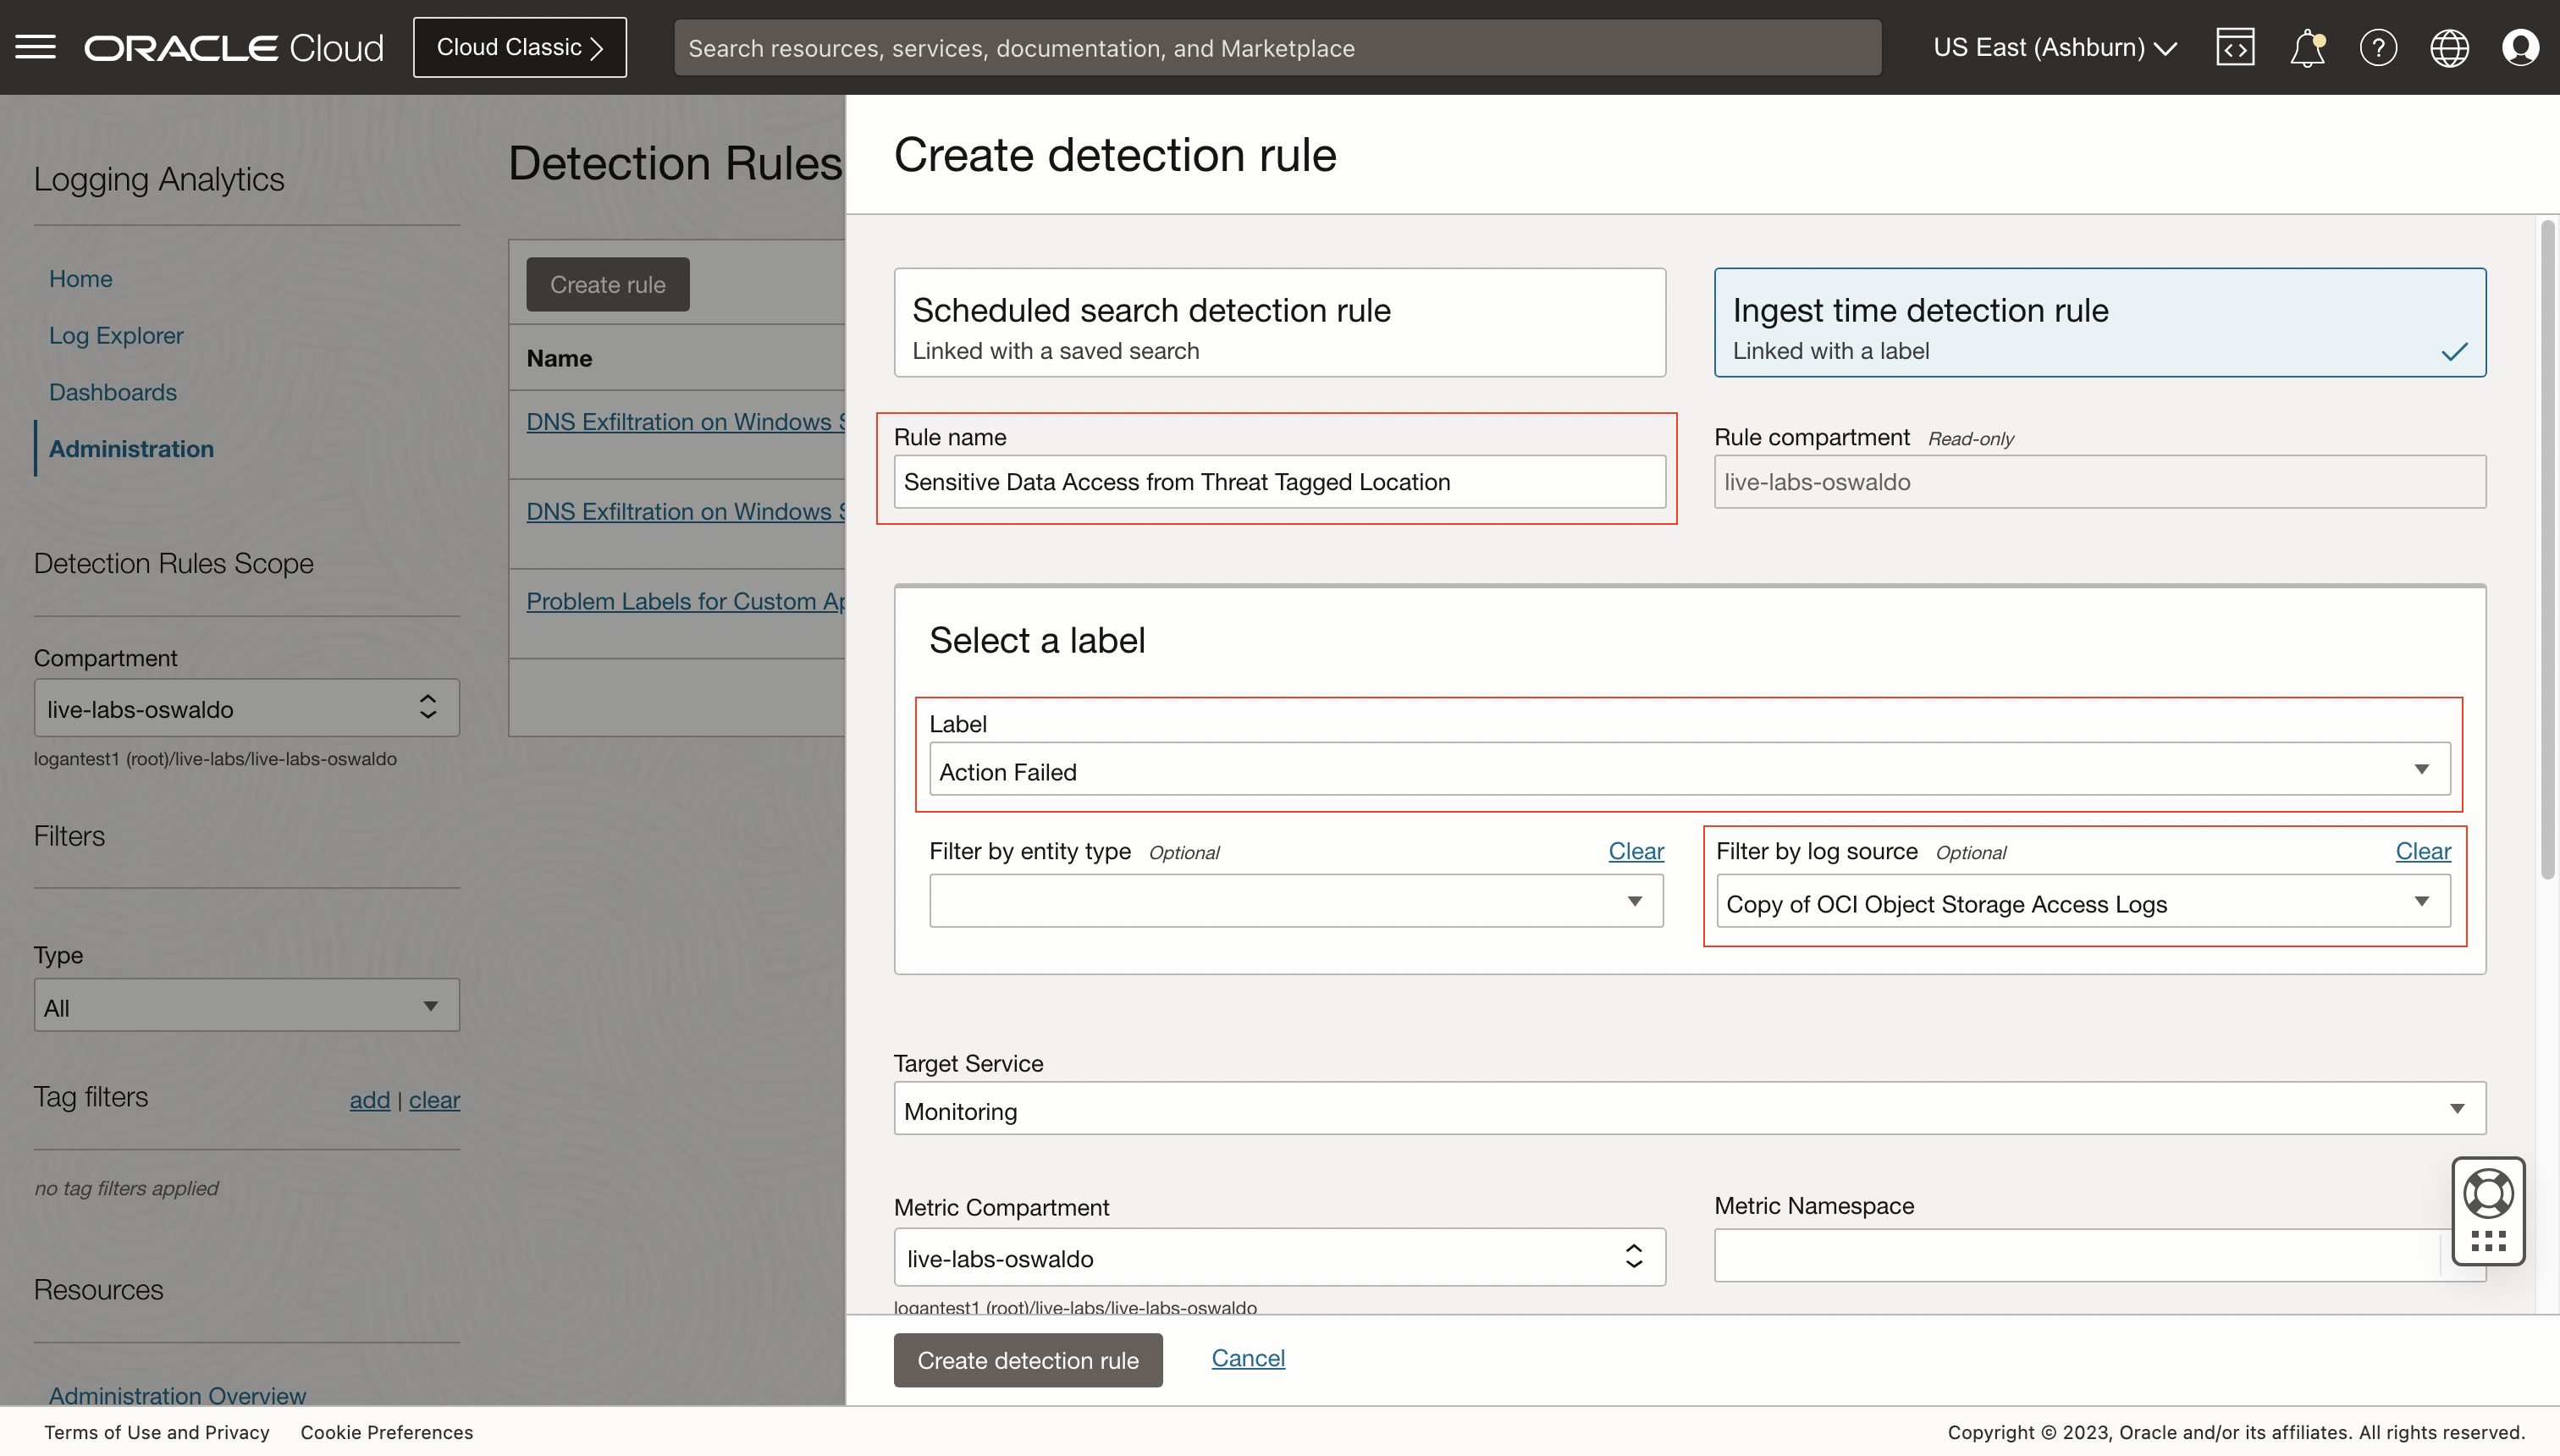 ORACLE Cloud
Cloud Classic
Search resources, services, documentation, and Marketplace
US East (Ashburn)
Logging Analytics
Home
Log Explorer
Dashboards
Administration
Detection Rules Scope
Compartment
live-labs-oswaldo
logantest1 (root)/live-labs/live-labs-oswaldo
Filters
Type
All
Tag filters
add | clear
no tag filters applied
Resources
Administration Overview
Detection Rules
Create rule
Name
DNS Exfiltration on Windows
DNS Exfiltration on Windows
Problem Labels for Custom
Create detection rule
Scheduled search detection rule
Linked with a saved search
Ingest time detection rule
Linked with a label
Rule name
Sensitive Data Access from Threat Tagged Location
Rule compartment Read-only
live-labs-oswaldo
Select a label
Label
Action Failed
Filter by entity type Optional
Clear
Filter by log source Optional
Clear
Copy of OCI Object Storage Access Logs
Target Service
Monitoring
Metric Compartment
live-labs-oswaldo
logantest1 (root)/live-labs/live-labs-oswaldo
Metric Namespace
Create detection rule
Cancel
Terms of Use and Privacy
Cookie Preferences
Copyright © 2023, Oracle and/or its affiliates. All rights reserved.